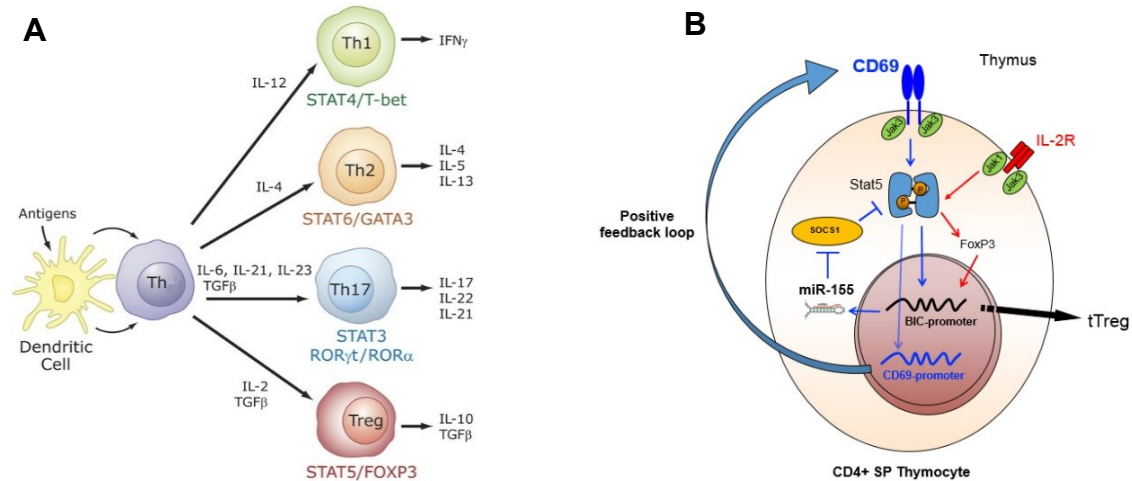 A
Antigens
Dendritic
Cell
Th
IL-12
IL-4
IL-6, IL-21, IL-23
TGFβ
IL-2
TGFβ
Th1
STAT4/T-bet
IFNγ
Th2
STAT6/GATA3
IL-4
IL-5
IL-13
Th17
STAT3
RORγt/RORα
IL-17
IL-22
IL-21
Treg
STAT5/FOXP3
IL-10
TGFβ
B
CD69
Thymus
Jak3
Jak3
IL-2R
Jak1
Jak3
Stat5
P
P
Positive
feedback loop
SOCS1
FoxP3
miR-155
BIC-promoter
tTreg
CD69-promoter
CD4+ SP Thymocyte